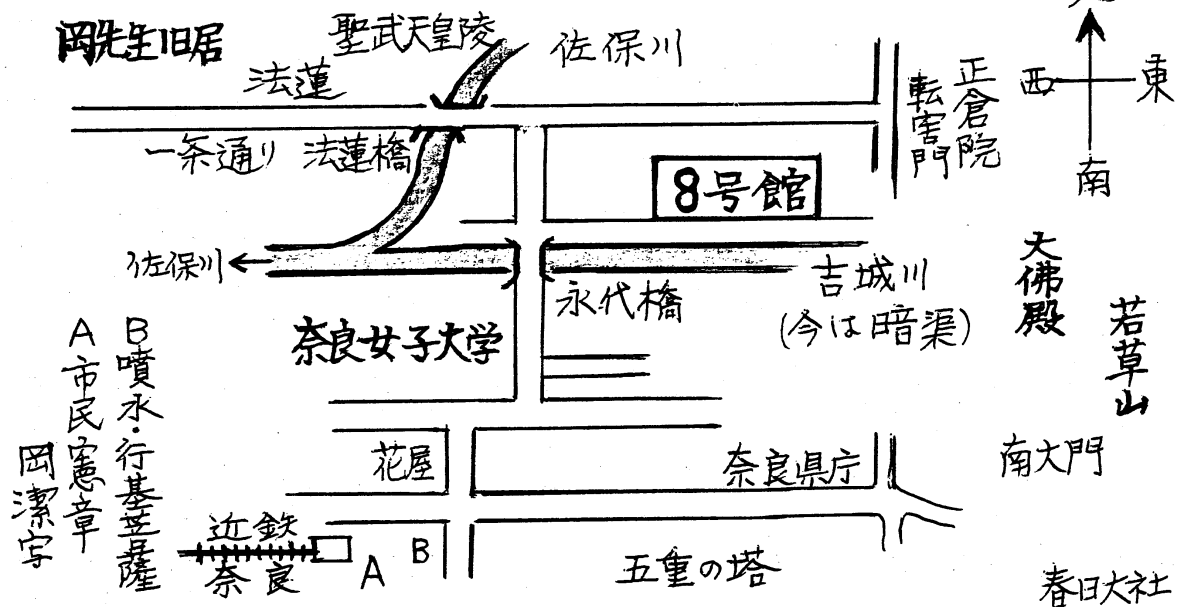 岡先生旧居
聖武天皇陵
佐保川
法蓮
一条通り
法蓮橋
転害門
正倉院
西
東
南
8号館
佐保川
永代橋
吉城川
(今は暗渠)
大佛殿
若草山
奈良女子大学
B噴水・行基菩薩
A市民憲章
岡潔写
花屋
奈良県庁
南大門
近鉄
奈良
A
B
五重の塔
春日大社